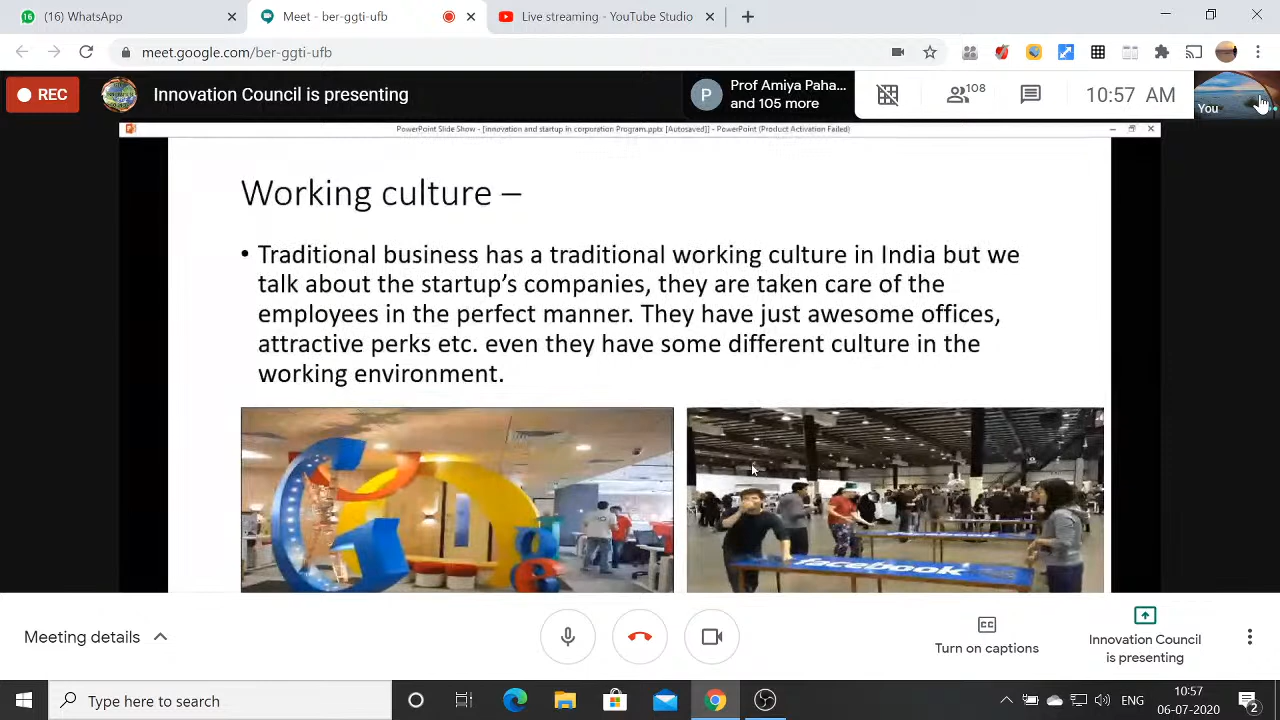 (16) WhatsApp
Meet - ber-ggti-ufb
Live streaming - YouTube Studio
meet.google.com/ber-ggti-ufb
REC
Innovation Council is presenting
P
Prof Amiya Paha...
and 105 more
108
10:57 AM
You
PowerPoint Slide Show - [innovation and startup in corporation Program.pptx [Autosaved]] - PowerPoint (Product Activation Failed)
Working culture –
• Traditional business has a traditional working culture in India but we
talk about the startup’s companies, they are taken care of the
employees in the perfect manner. They have just awesome offices,
attractive perks etc. even they have some different culture in the
working environment.
facebook
Meeting details
Turn on captions
Innovation Council
is presenting
Type here to search
ENG
10:57
06-07-2020
2